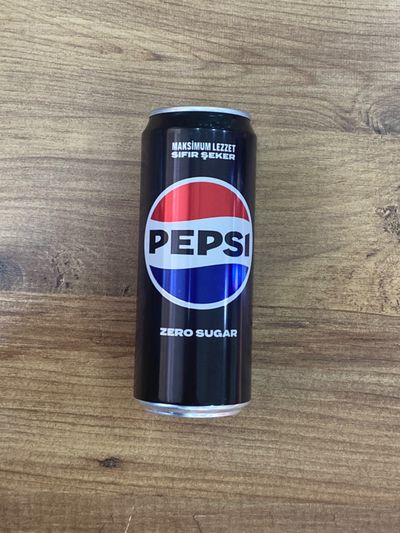 MAKSİMUM LEZZET
SIFIR ŞEKER
PEPSI
ZERO SUGAR